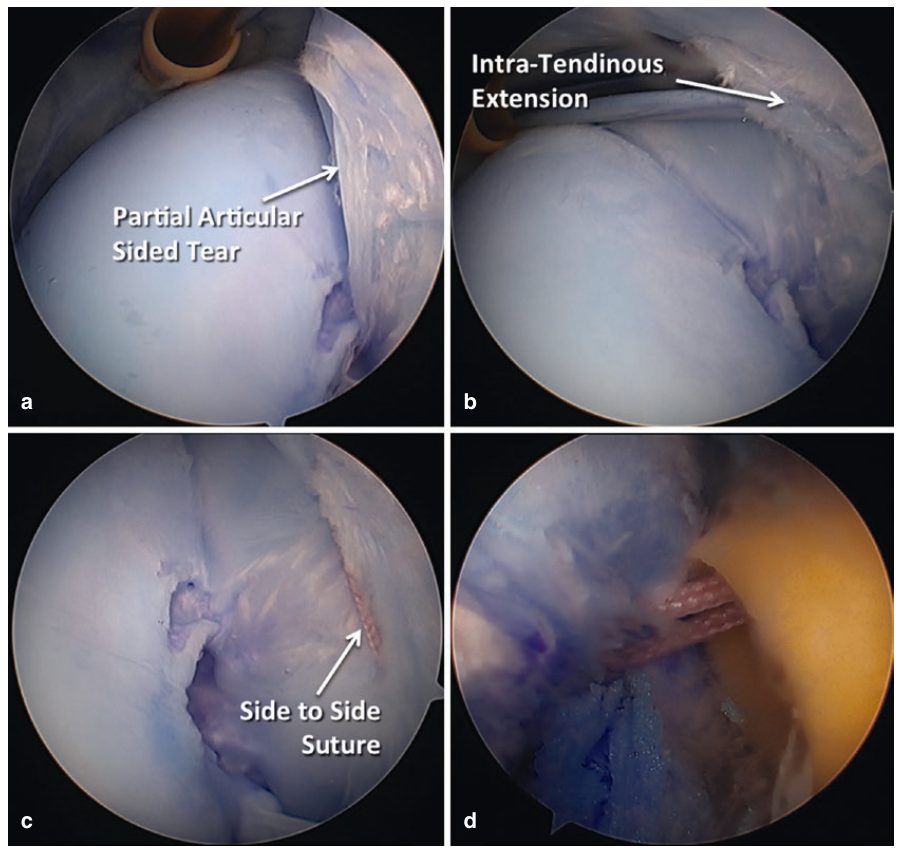 Partial Articular
Sided Tear
a
Intra-Tendinous
Extension
b
Side to Side
Suture
c
d